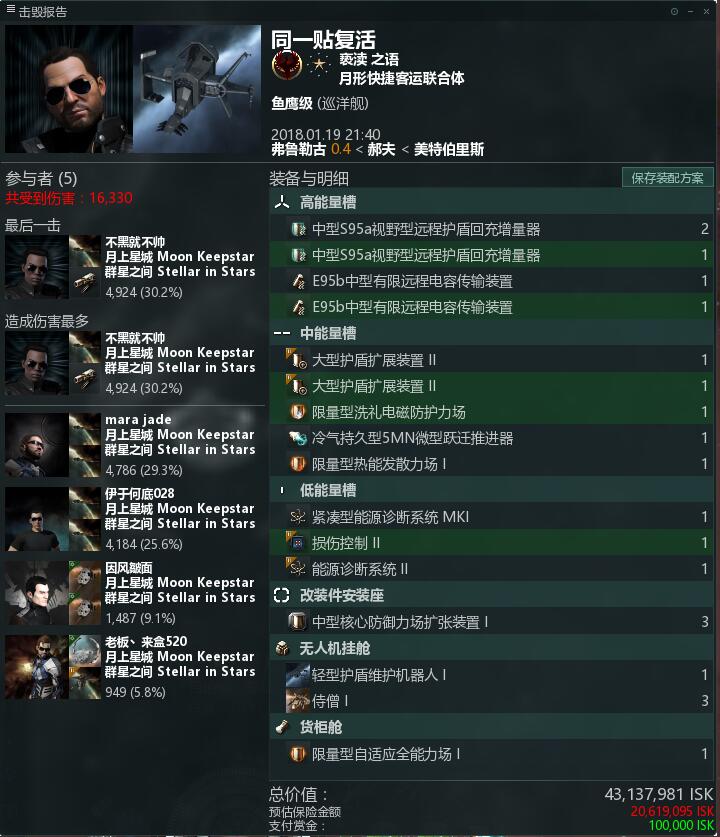 击毁报告
同一贴复活
亵渎 之语
月形快捷客运联合体
鱼鹰级 (巡洋舰)
2018.01.19 21:40
弗鲁勒古 0.4 < 郝夫 < 美特伯里斯
参与者 (5)
共受到伤害：16,330
最后一击
不黑就不帅
月上星城 Moon Keepstar
群星之间 Stellar in Stars
4,924 (30.2%)
造成伤害最多
不黑就不帅
月上星城 Moon Keepstar
群星之间 Stellar in Stars
4,924 (30.2%)
mara jade
月上星城 Moon Keepstar
群星之间 Stellar in Stars
4,786 (29.3%)
伊于何底028
月上星城 Moon Keepstar
群星之间 Stellar in Stars
4,184 (25.6%)
因风皱面
月上星城 Moon Keepstar
群星之间 Stellar in Stars
1,487 (9.1%)
老板、来盒520
月上星城 Moon Keepstar
群星之间 Stellar in Stars
949 (5.8%)
装备与明细
保存装配方案
高能量槽
中型S95a视野型远程护盾回充增量器 2
中型S95a视野型远程护盾回充增量器 1
E95b中型有限远程电容传输装置 1
E95b中型有限远程电容传输装置 1
中能量槽
大型护盾扩展装置 II 1
大型护盾扩展装置 II 1
限量型洗礼电磁防护力场 1
冷气持久型5MN微型跃迁推进器 1
限量型热能发散力场 I 1
低能量槽
紧凑型能源诊断系统 MKI 1
损伤控制 II 1
能源诊断系统 II 1
改装件安装座
中型核心防御力场扩张装置 I 3
无人机挂舱
轻型护盾维护机器人 I 1
侍僧 I 3
货柜舱
限量型自适应全能力场 I 1
总价值： 43,137,981 ISK
预估保险金额 20,619,095 ISK
支付赏金： 100,000 ISK